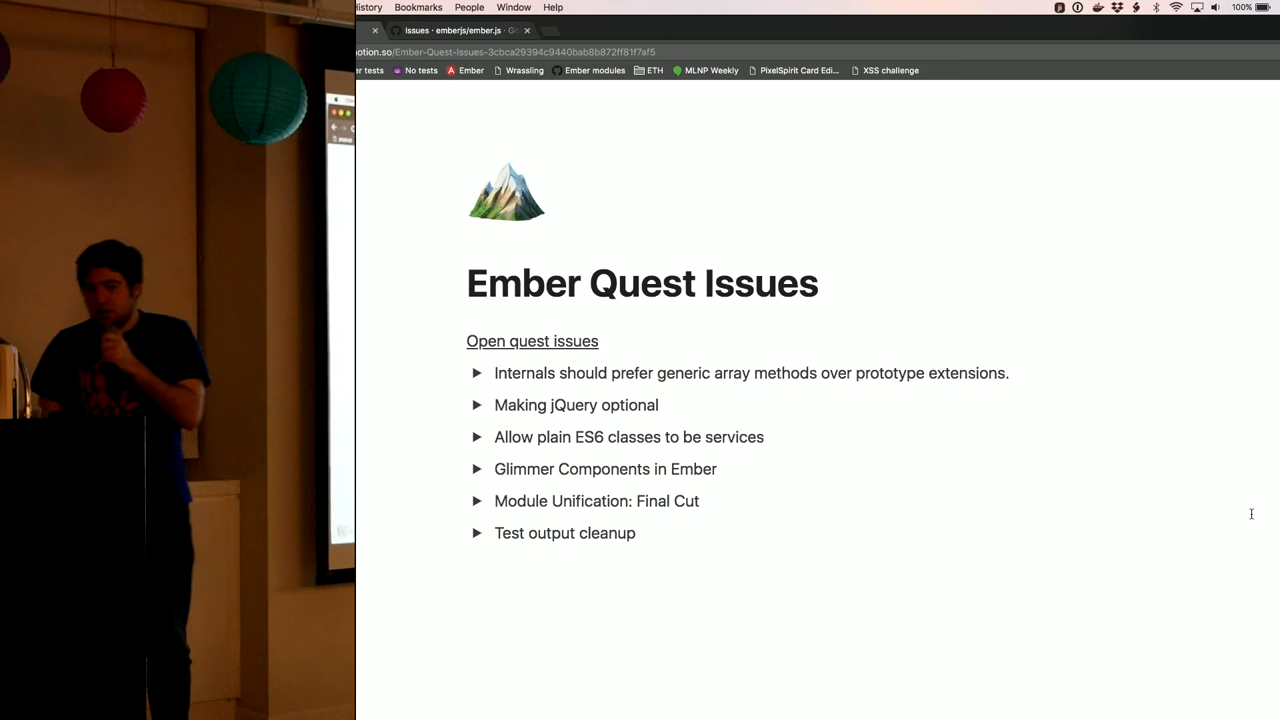 History Bookmarks People Window Help 100%
Issues · emberjs/ember.js · G
notion.so/Ember-Quest-Issues-3cbca29394c9440bab8b872ff81f7af5
er tests No tests Ember Wrassling Ember modules ETH MLNP Weekly PixelSpirit Card Edi... XSS challenge
Ember Quest Issues
Open quest issues
Internals should prefer generic array methods over prototype extensions.
Making jQuery optional
Allow plain ES6 classes to be services
Glimmer Components in Ember
Module Unification: Final Cut
Test output cleanup